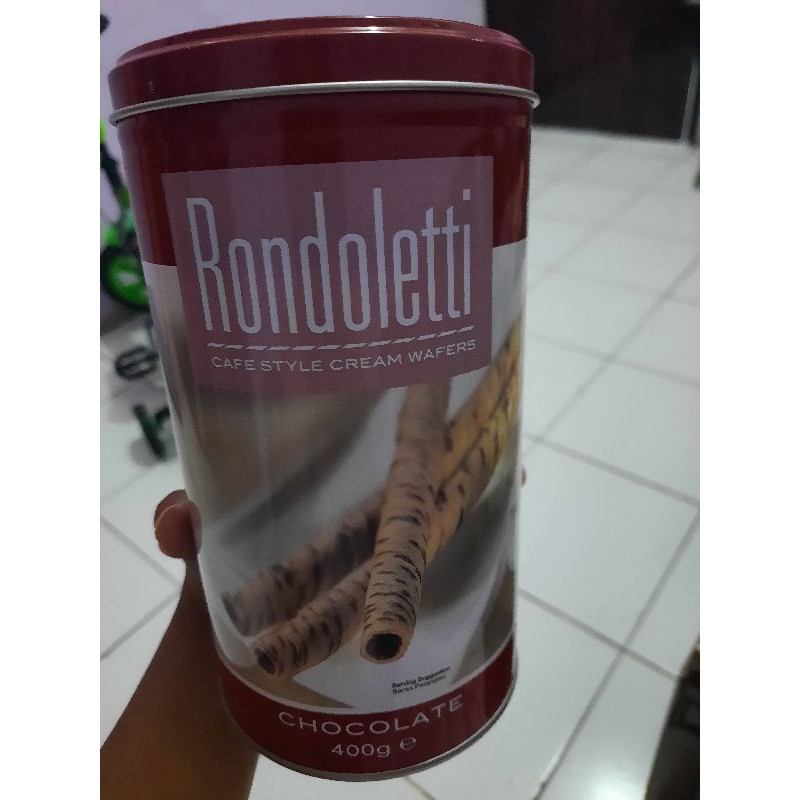 Rondoletti
CAFE STYLE CREAM WAFERS
Serving Suggestion
Saran Penyajian
CHOCOLATE
400g ℮